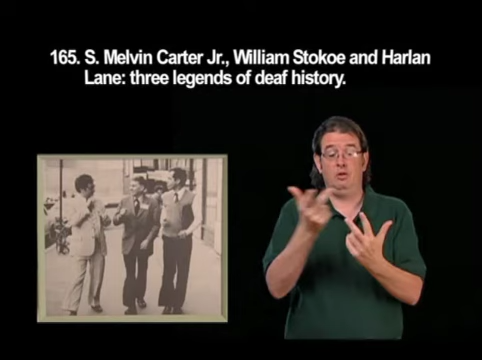 165. S. Melvin Carter Jr., William Stokoe and Harlan
Lane: three legends of deaf history.